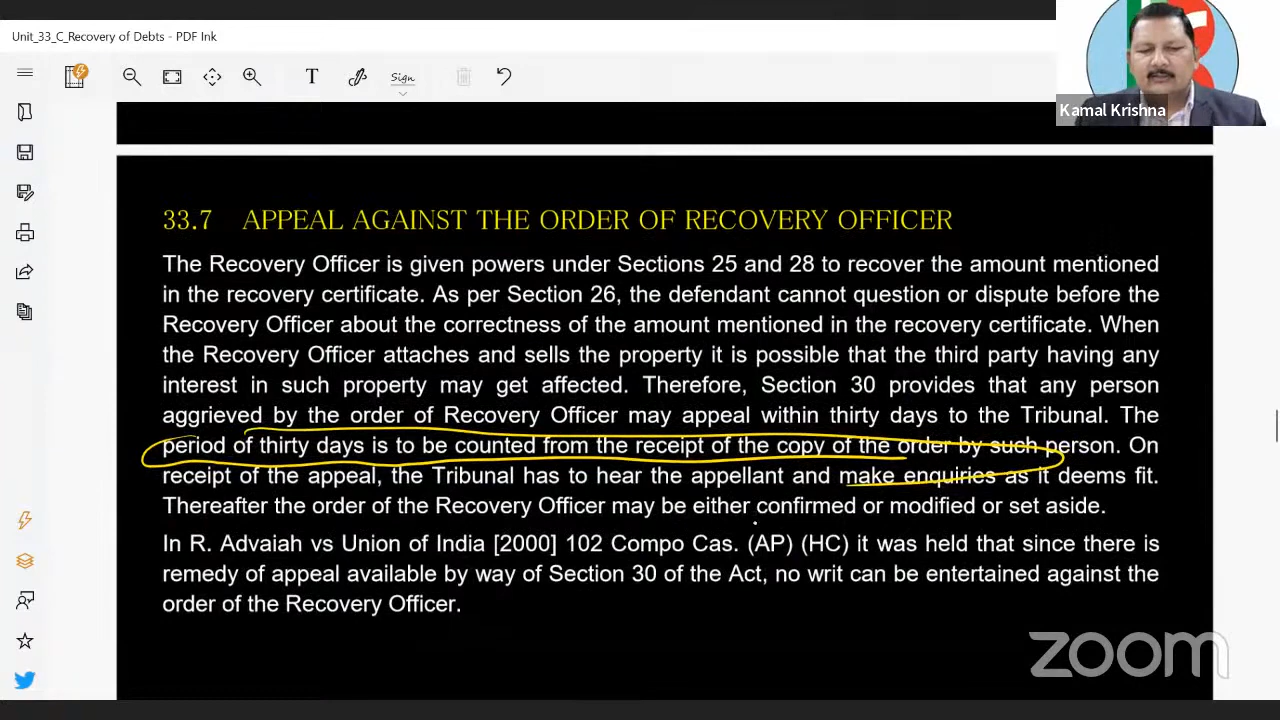 Unit_33_C_Recovery of Debts - PDF Ink
T
Sign
Kamal Krishna
33.7 APPEAL AGAINST THE ORDER OF RECOVERY OFFICER
The Recovery Officer is given powers under Sections 25 and 28 to recover the amount mentioned
in the recovery certificate. As per Section 26, the defendant cannot question or dispute before the
Recovery Officer about the correctness of the amount mentioned in the recovery certificate. When
the Recovery Officer attaches and sells the property it is possible that the third party having any
interest in such property may get affected. Therefore, Section 30 provides that any person
aggrieved by the order of Recovery Officer may appeal within thirty days to the Tribunal. The
period of thirty days is to be counted from the receipt of the copy of the order by such person. On
receipt of the appeal, the Tribunal has to hear the appellant and make enquiries as it deems fit.
Thereafter the order of the Recovery Officer may be either confirmed or modified or set aside.
In R. Advaiah vs Union of India [2000] 102 Compo Cas. (AP) (HC) it was held that since there is
remedy of appeal available by way of Section 30 of the Act, no writ can be entertained against the
order of the Recovery Officer.
zoom